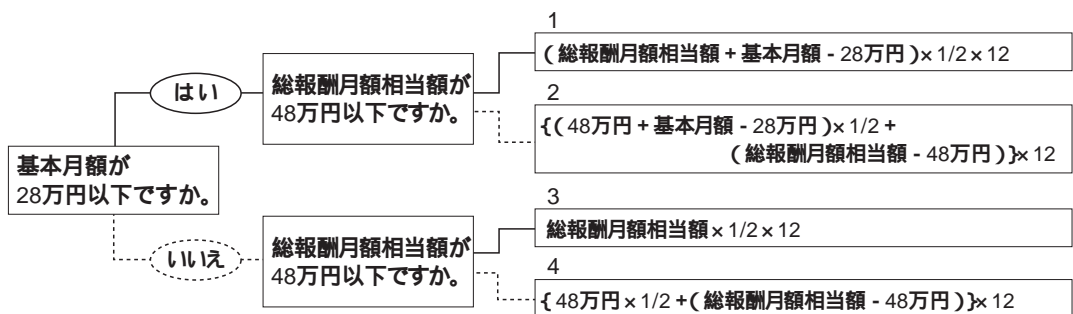 基本月額が
28万円以下ですか。
はい
総報酬月額相当額が
48万円以下ですか。
1
(総報酬月額相当額+基本月額-28万円)×1/2×12
2
{(48万円+基本月額-28万円)×1/2+
(総報酬月額相当額-48万円)}×12
いいえ
総報酬月額相当額が
48万円以下ですか。
3
総報酬月額相当額×1/2×12
4
{48万円×1/2+(総報酬月額相当額-48万円)}×12